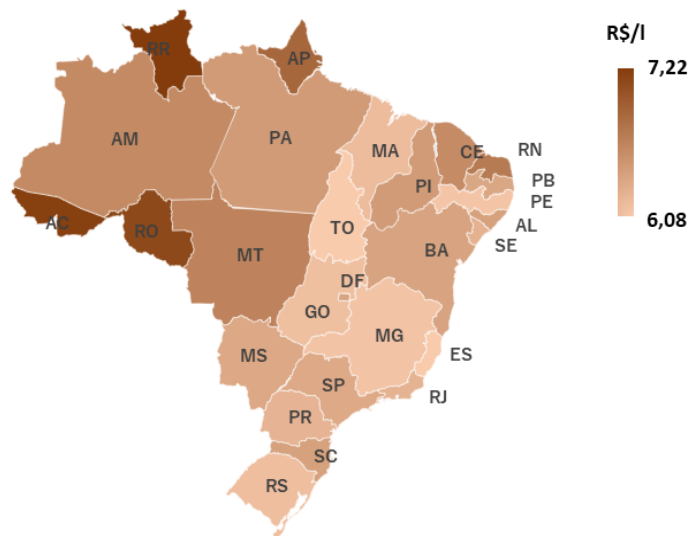 R$/l
7,22
6,08
RR
AP
AM
PA
MA
CE
RN
PI
PB
PE
AL
SE
AC
RO
TO
BA
MT
DF
GO
MG
ES
MS
SP
RJ
PR
SC
RS